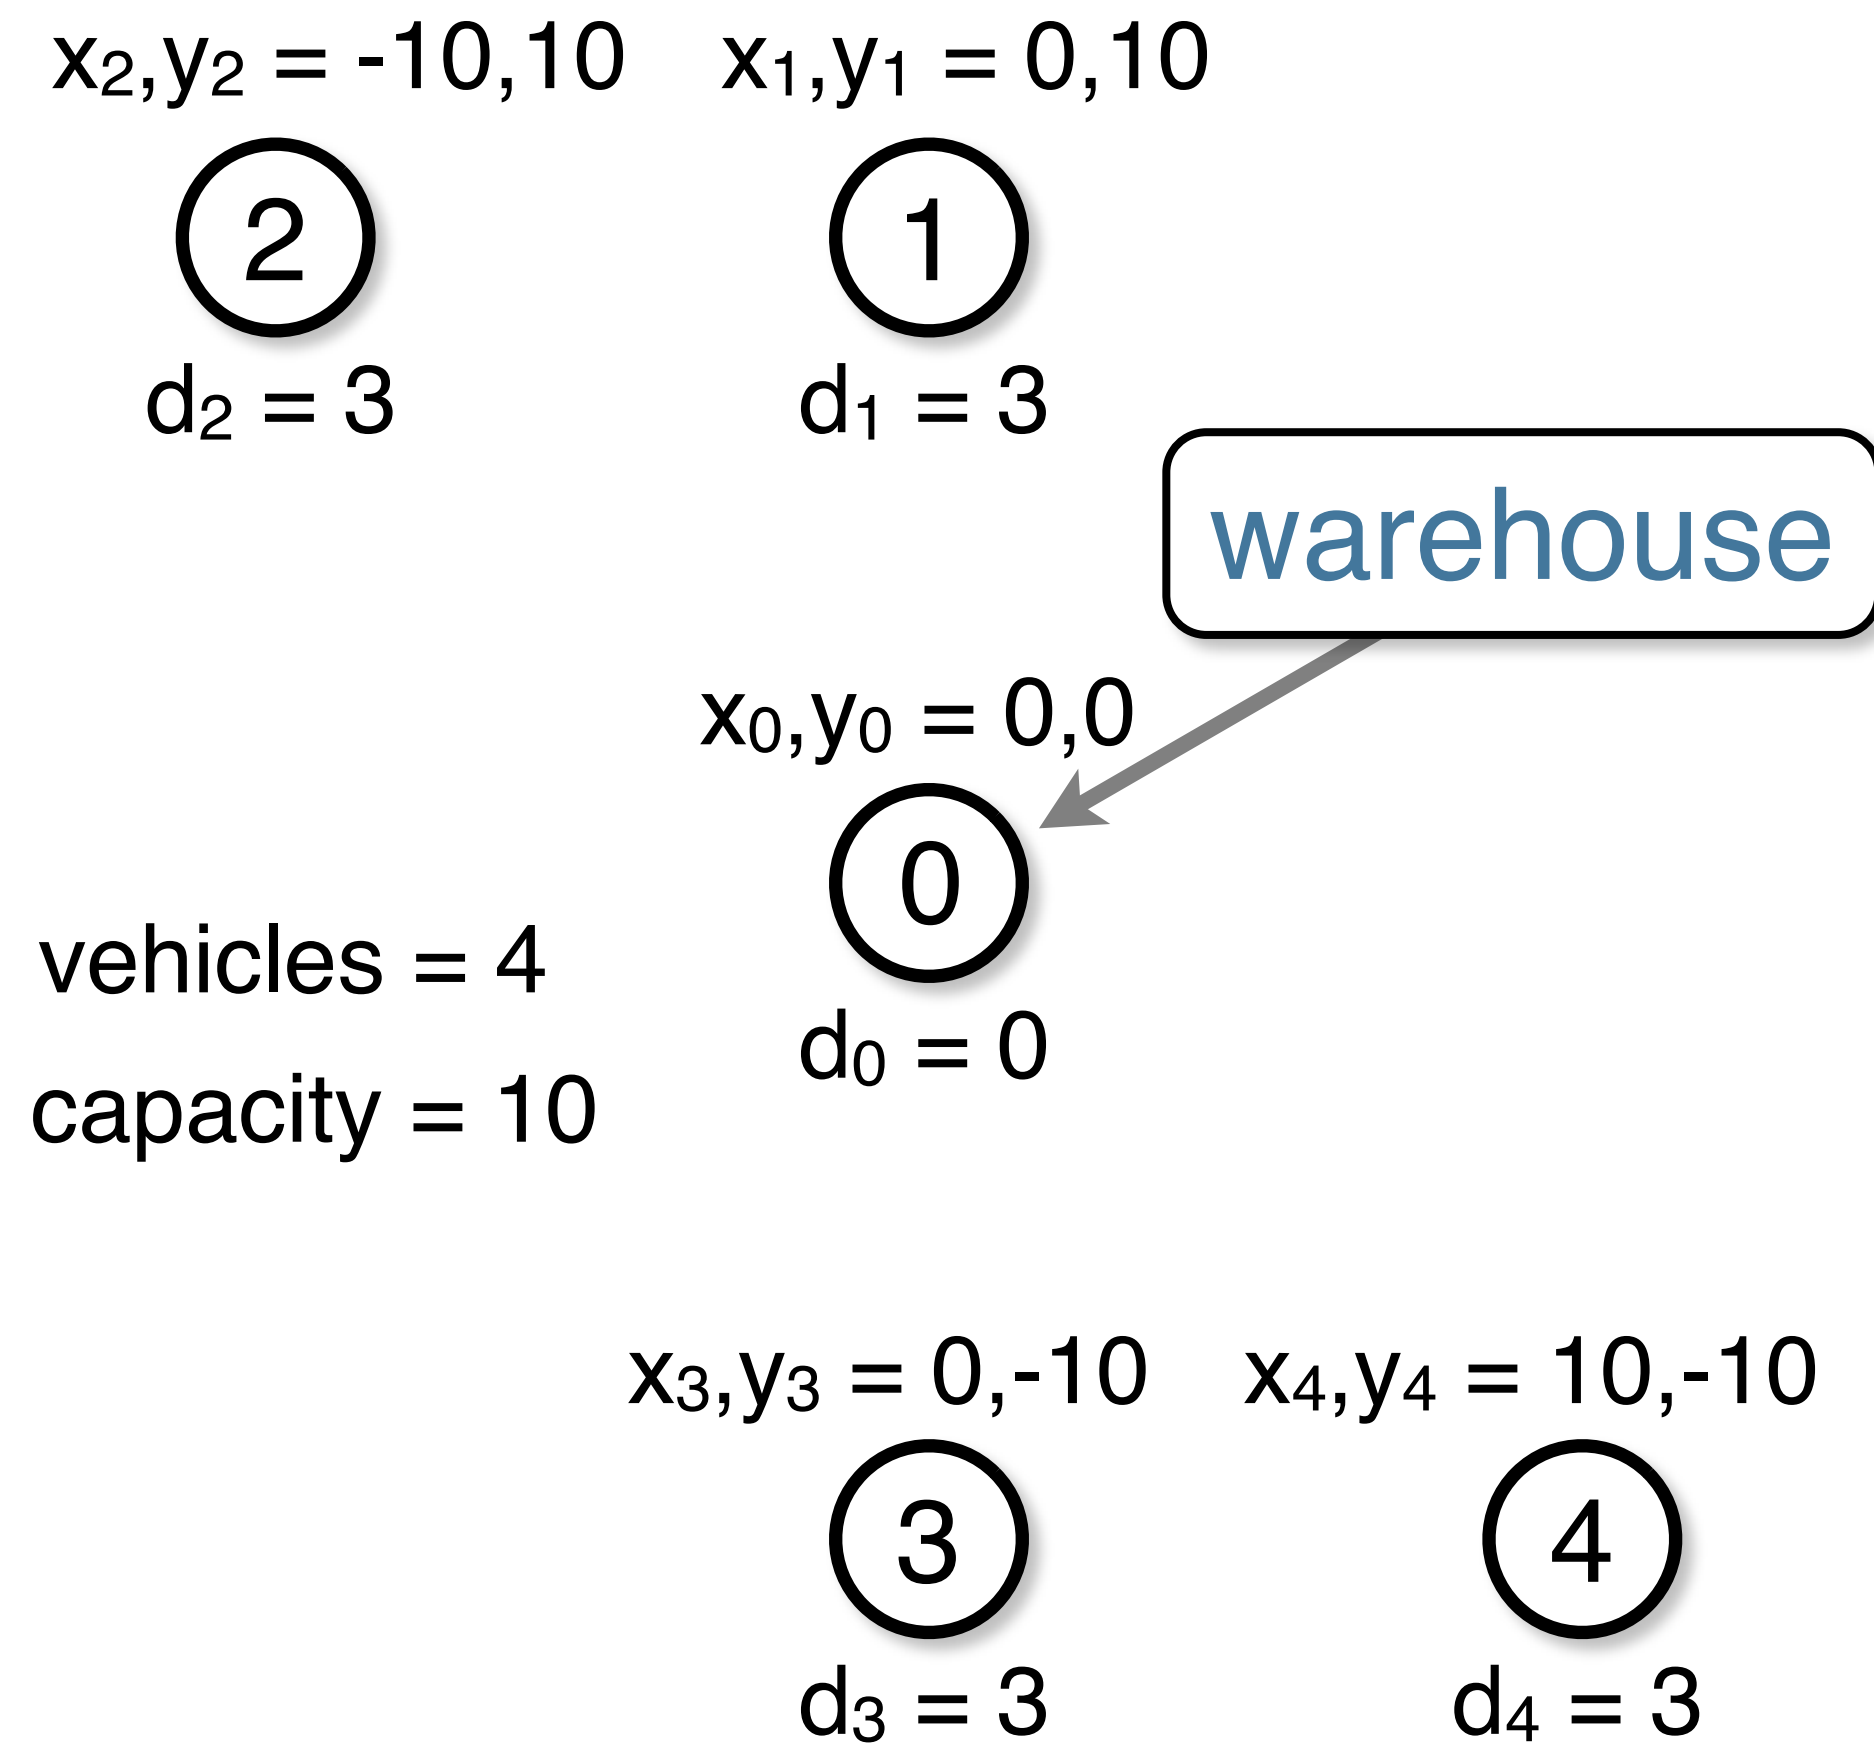 x₂,y₂ = -10,10
x₁,y₁ = 0,10
2
1
d₂ = 3
d₁ = 3
warehouse
x₀,y₀ = 0,0
0
vehicles = 4
d₀ = 0
capacity = 10
x₃,y₃ = 0,-10
x₄,y₄ = 10,-10
3
4
d₃ = 3
d₄ = 3